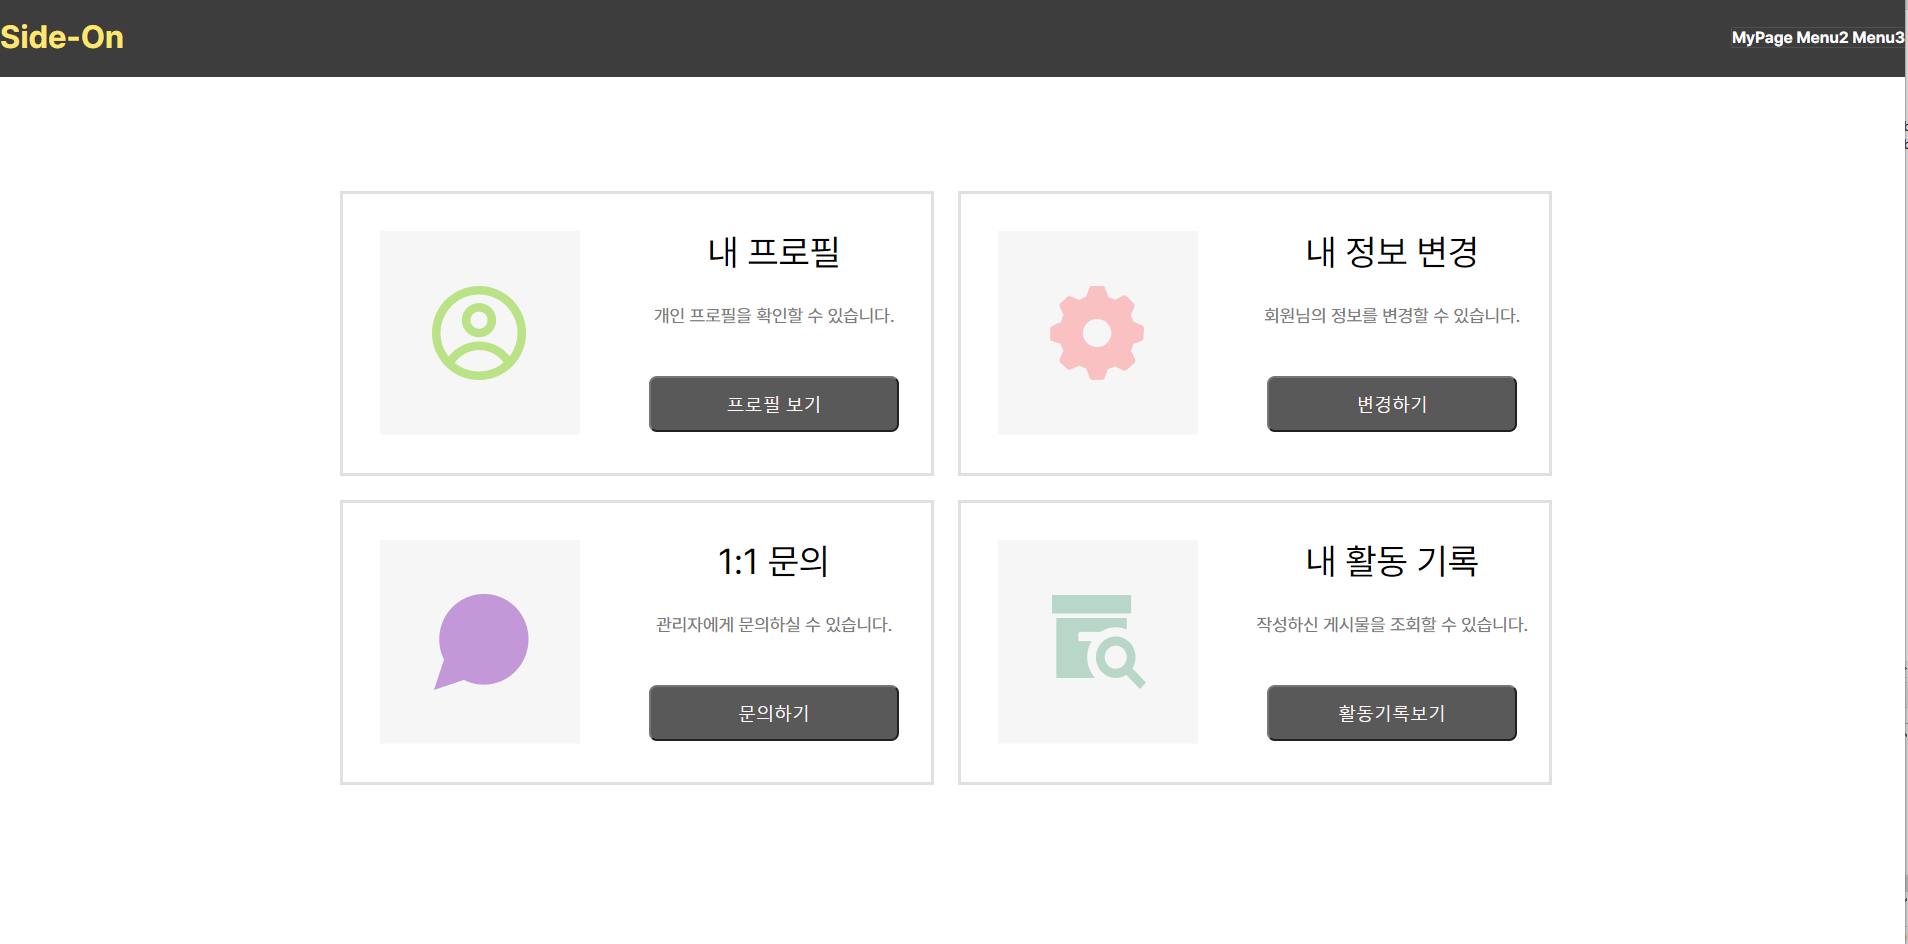 Side-On
MyPage Menu2 Menu3
내 프로필
개인 프로필을 확인할 수 있습니다.
프로필 보기
내 정보 변경
회원님의 정보를 변경할 수 있습니다.
변경하기
1:1 문의
관리자에게 문의하실 수 있습니다.
문의하기
내 활동 기록
작성하신 게시물을 조회할 수 있습니다.
활동기록보기